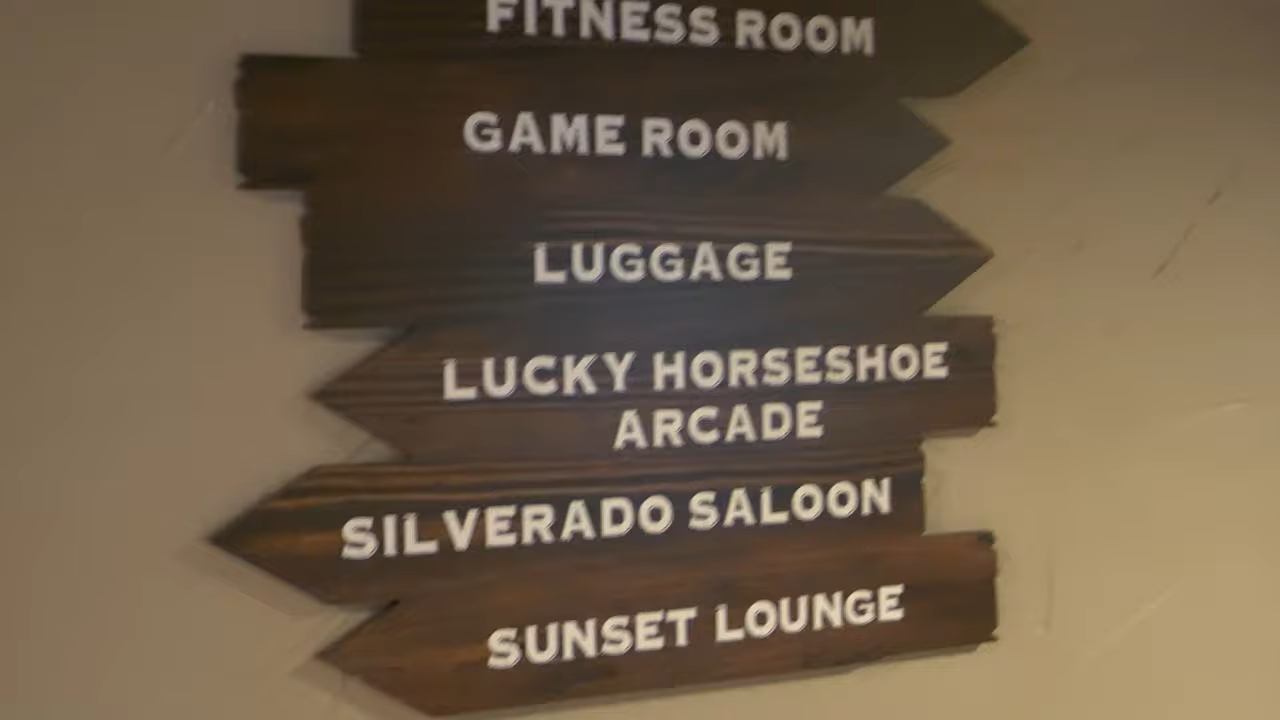 FITNESS ROOM
GAME ROOM
LUGGAGE
LUCKY HORSESHOE
ARCADE
SILVERADO SALOON
SUNSET LOUNGE